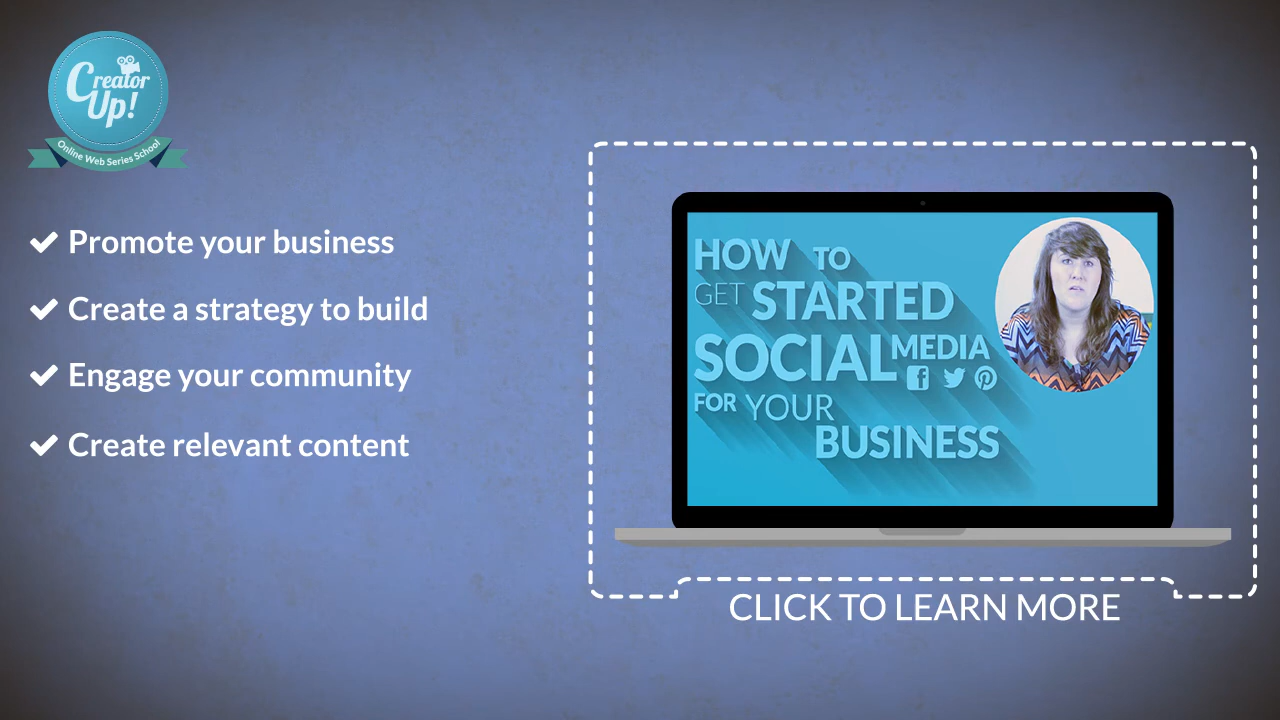 Creator
Up!
Online Web Series School
Promote your business
Create a strategy to build
Engage your community
Create relevant content
HOW TO
GET STARTED
SOCIAL MEDIA
FOR YOUR
BUSINESS
CLICK TO LEARN MORE